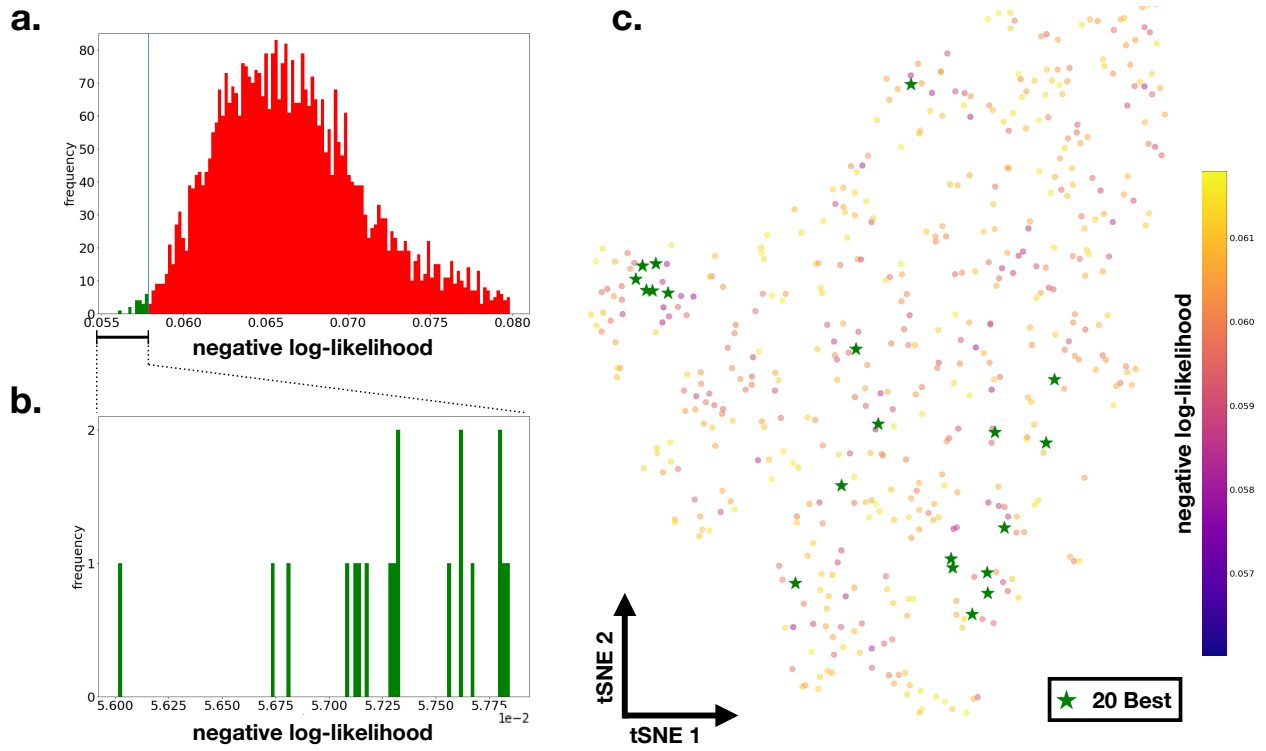 a.
80
70
60
50
40
30
20
10
0
frequency
0.055 0.060 0.065 0.070 0.075 0.080
negative log-likelihood
b.
2
1
0
frequency
5.600 5.625 5.650 5.675 5.700 5.725 5.750 5.775
1e−2
negative log-likelihood
c.
tSNE 2
tSNE 1
negative log-likelihood
0.061
0.060
0.059
0.058
0.057
20 Best